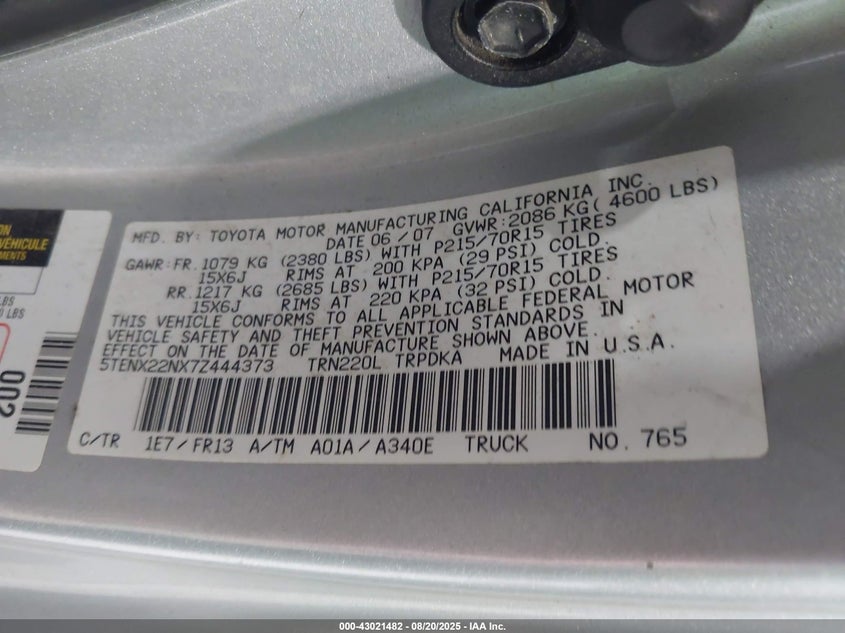 MFD. BY: TOYOTA MOTOR MANUFACTURING CALIFORNIA INC.
DATE 06 / 07 GVWR: 2086 KG ( 4600 LBS)
GAWR: FR. 1079 KG (2380 LBS) WITH P215/70R15 TIRES
15X6J RIMS AT 200 KPA (29 PSI) COLD.
RR. 1217 KG (2685 LBS) WITH P215/70R15 TIRES
15X6J RIMS AT 220 KPA (32 PSI) COLD.
THIS VEHICLE CONFORMS TO ALL APPLICABLE FEDERAL MOTOR
VEHICLE SAFETY AND THEFT PREVENTION STANDARDS IN
EFFECT ON THE DATE OF MANUFACTURE SHOWN ABOVE.
5TENX22NX7Z444373 TRN220L TRPDKA MADE IN U.S.A.
C/TR 1E7/FR13 A/TM A01A/A340E TRUCK NO. 765
ON
VÉHICULE
EMENTS
LBS
0 LBS
002
000-43021482 - 08/20/2025 - IAA Inc.